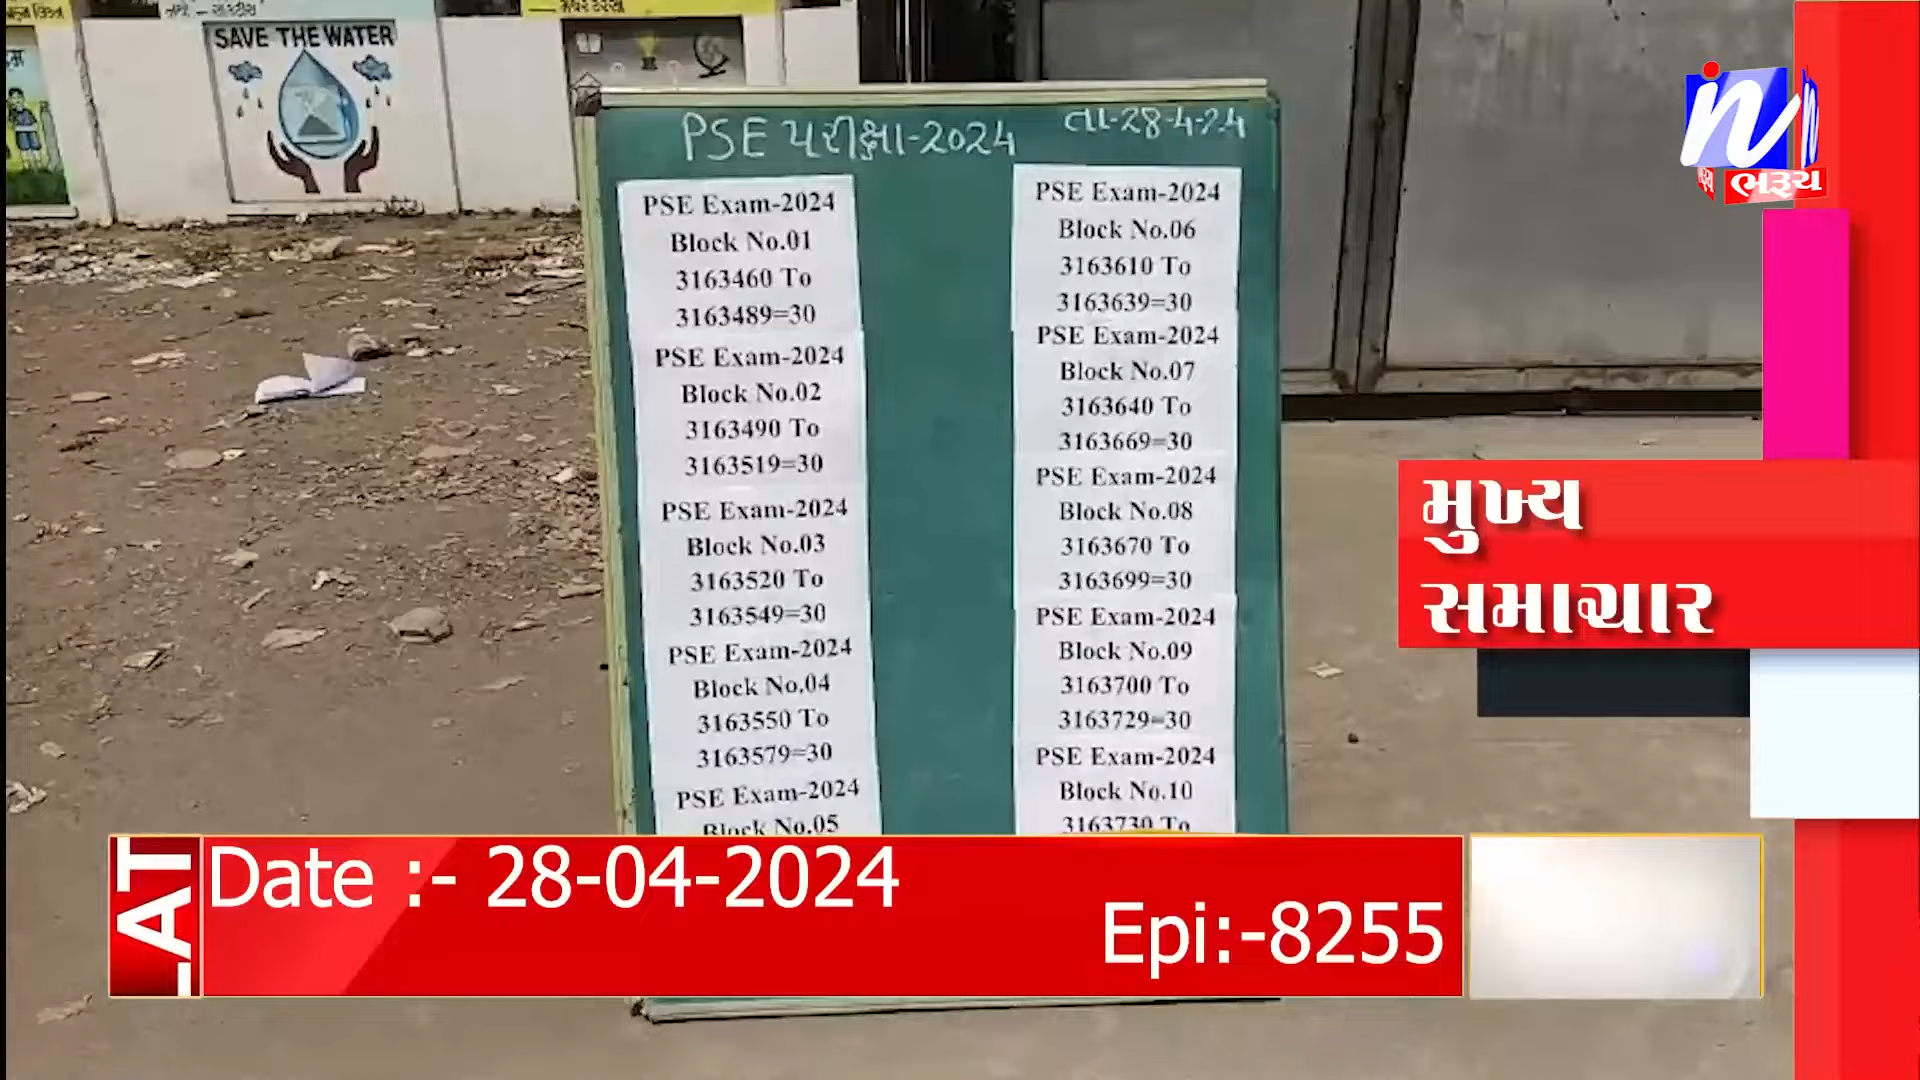 SAVE THE WATER
PSE પરીક્ષા-2024
તા-28-4-24
PSE Exam-2024
Block No.01
3163460 To
3163489=30
PSE Exam-2024
Block No.02
3163490 To
3163519=30
PSE Exam-2024
Block No.03
3163520 To
3163549=30
PSE Exam-2024
Block No.04
3163550 To
3163579=30
PSE Exam-2024
Block No.05
PSE Exam-2024
Block No.06
3163610 To
3163639=30
PSE Exam-2024
Block No.07
3163640 To
3163669=30
PSE Exam-2024
Block No.08
3163670 To
3163699=30
PSE Exam-2024
Block No.09
3163700 To
3163729=30
PSE Exam-2024
Block No.10
3163730 To
in
ભરૂચ
મુખ્ય
સમાચાર
LAT
Date :- 28-04-2024
Epi:-8255